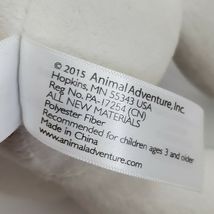 © 2015 Animal Adventure, Inc.
Hopkins, MN 55343 USA
Reg No. PA-17254 (CN)
ALL NEW MATERIALS
Polyester Fiber
Recommended for children ages 3 and older
Made in China
www.animaladventure.com